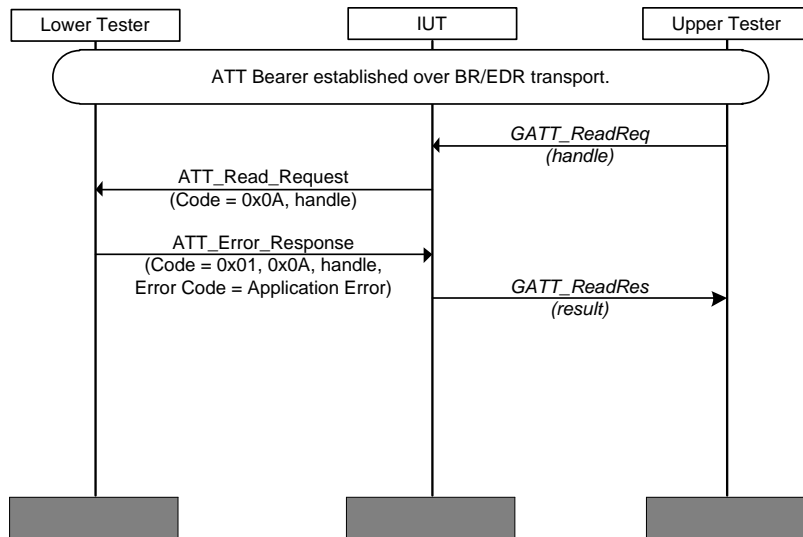 Lower Tester
IUT
Upper Tester
ATT Bearer established over BR/EDR transport.
GATT_ReadReq
(handle)
ATT_Read_Request
(Code = 0x0A, handle)
ATT_Error_Response
(Code = 0x01, 0x0A, handle,
Error Code = Application Error)
GATT_ReadRes
(result)